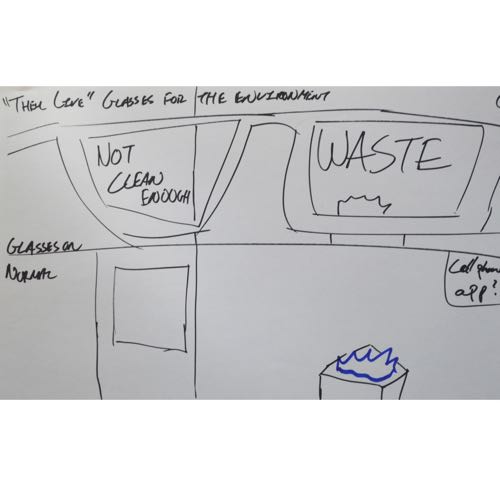 "THEY LIVE" GLASSES FOR THE ENVIRONMENT
NOT
CLEAN
ENOUGH
WASTE
GLASSES ON
NORMAL
Cell phone
app?